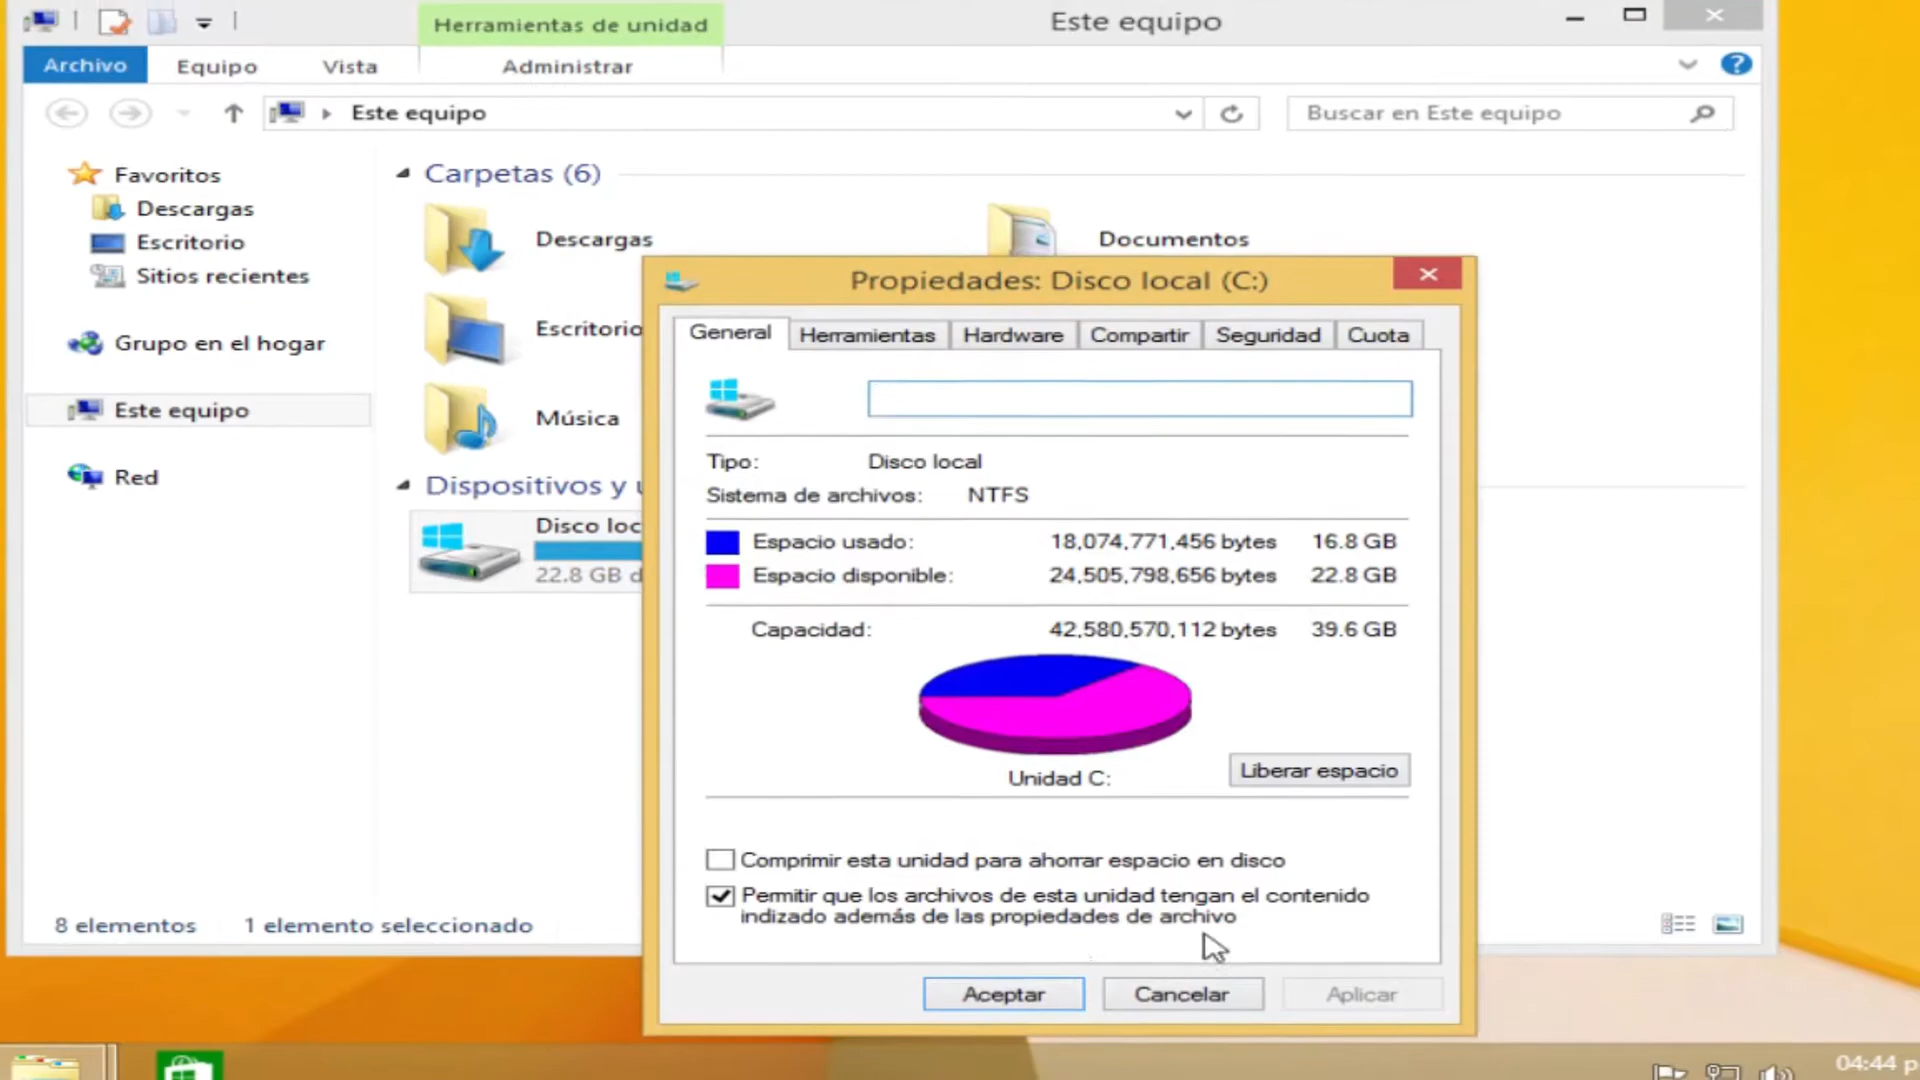 Herramientas de unidad
Este equipo
Archivo
Equipo
Vista
Administrar
Este equipo
Buscar en Este equipo
Favoritos
Descargas
Escritorio
Sitios recientes
Grupo en el hogar
Este equipo
Red
Carpetas (6)
Descargas
Documentos
Escritorio
Música
Dispositivos y u
Disco loc
22.8 GB d
8 elementos
1 elemento seleccionado
Propiedades: Disco local (C:)
General
Herramientas
Hardware
Compartir
Seguridad
Cuota
Tipo: Disco local
Sistema de archivos: NTFS
Espacio usado: 18,074,771,456 bytes 16.8 GB
Espacio disponible: 24,505,798,656 bytes 22.8 GB
Capacidad: 42,580,570,112 bytes 39.6 GB
Unidad C:
Liberar espacio
Comprimir esta unidad para ahorrar espacio en disco
Permitir que los archivos de esta unidad tengan el contenido
indizado además de las propiedades de archivo
Aceptar
Cancelar
Aplicar
04:44 p